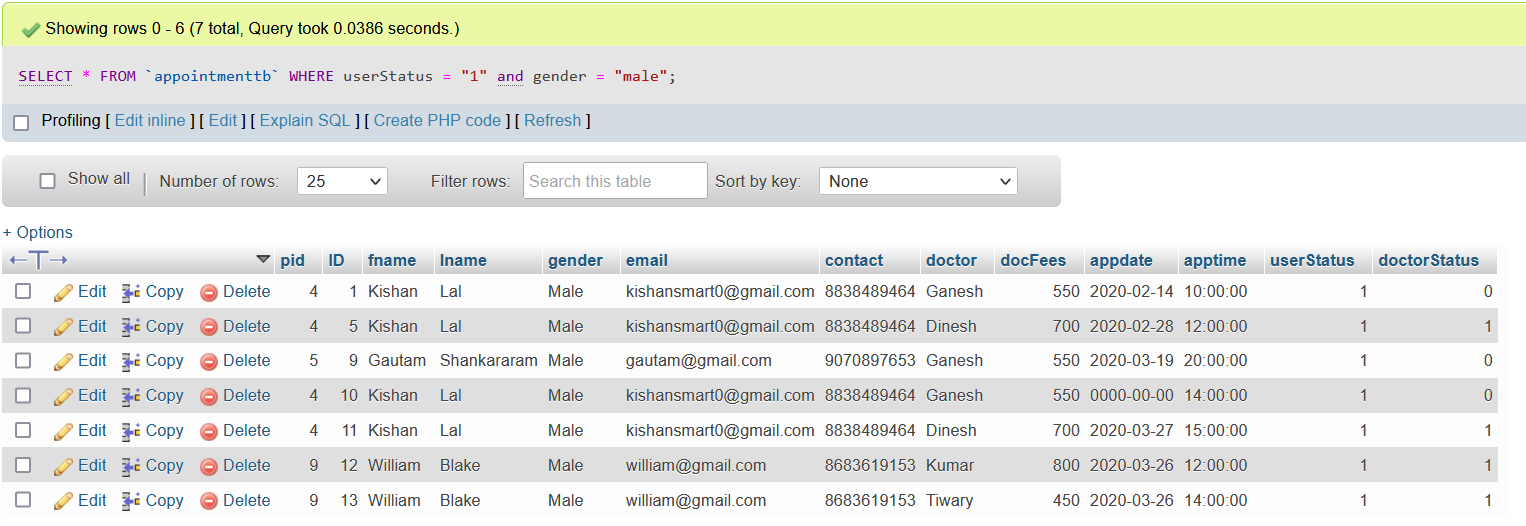 Showing rows 0 - 6 (7 total, Query took 0.0386 seconds.)
SELECT * FROM `appointmenttb` WHERE userStatus = "1" and gender = "male";
Profiling [ Edit inline ] [ Edit ] [ Explain SQL ] [ Create PHP code ] [ Refresh ]
Show all | Number of rows: 25 Filter rows: Search this table Sort by key: None
+ Options
←T→ pid ID fname lname gender email contact doctor docFees appdate apptime userStatus doctorStatus
Edit Copy Delete 4 1 Kishan Lal Male kishansmart0@gmail.com 8838489464 Ganesh 550 2020-02-14 10:00:00 1 0
Edit Copy Delete 4 5 Kishan Lal Male kishansmart0@gmail.com 8838489464 Dinesh 700 2020-02-28 12:00:00 1 1
Edit Copy Delete 5 9 Gautam Shankararam Male gautam@gmail.com 9070897653 Ganesh 550 2020-03-19 20:00:00 1 0
Edit Copy Delete 4 10 Kishan Lal Male kishansmart0@gmail.com 8838489464 Ganesh 550 0000-00-00 14:00:00 1 0
Edit Copy Delete 4 11 Kishan Lal Male kishansmart0@gmail.com 8838489464 Dinesh 700 2020-03-27 15:00:00 1 1
Edit Copy Delete 9 12 William Blake Male william@gmail.com 8683619153 Kumar 800 2020-03-26 12:00:00 1 1
Edit Copy Delete 9 13 William Blake Male william@gmail.com 8683619153 Tiwary 450 2020-03-26 14:00:00 1 1